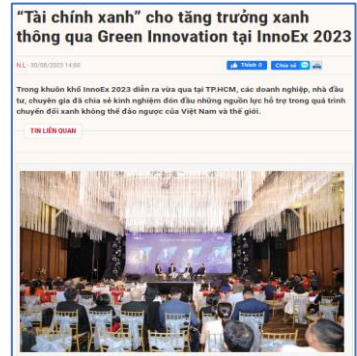 “Tài chính xanh” cho tăng trưởng xanh
thông qua Green Innovation tại InnoEx 2023
N.L - 30/08/2023 14:00
Thích 0 Chia sẻ
Trong khuôn khổ InnoEx 2023 diễn ra vừa qua tại TP.HCM, các doanh nghiệp, nhà đầu
tư, chuyên gia đã chia sẻ kinh nghiệm đón đầu những nguồn lực hỗ trợ trong quá trình
chuyển đổi xanh không thể đảo ngược của Việt Nam và thế giới.
TIN LIÊN QUAN